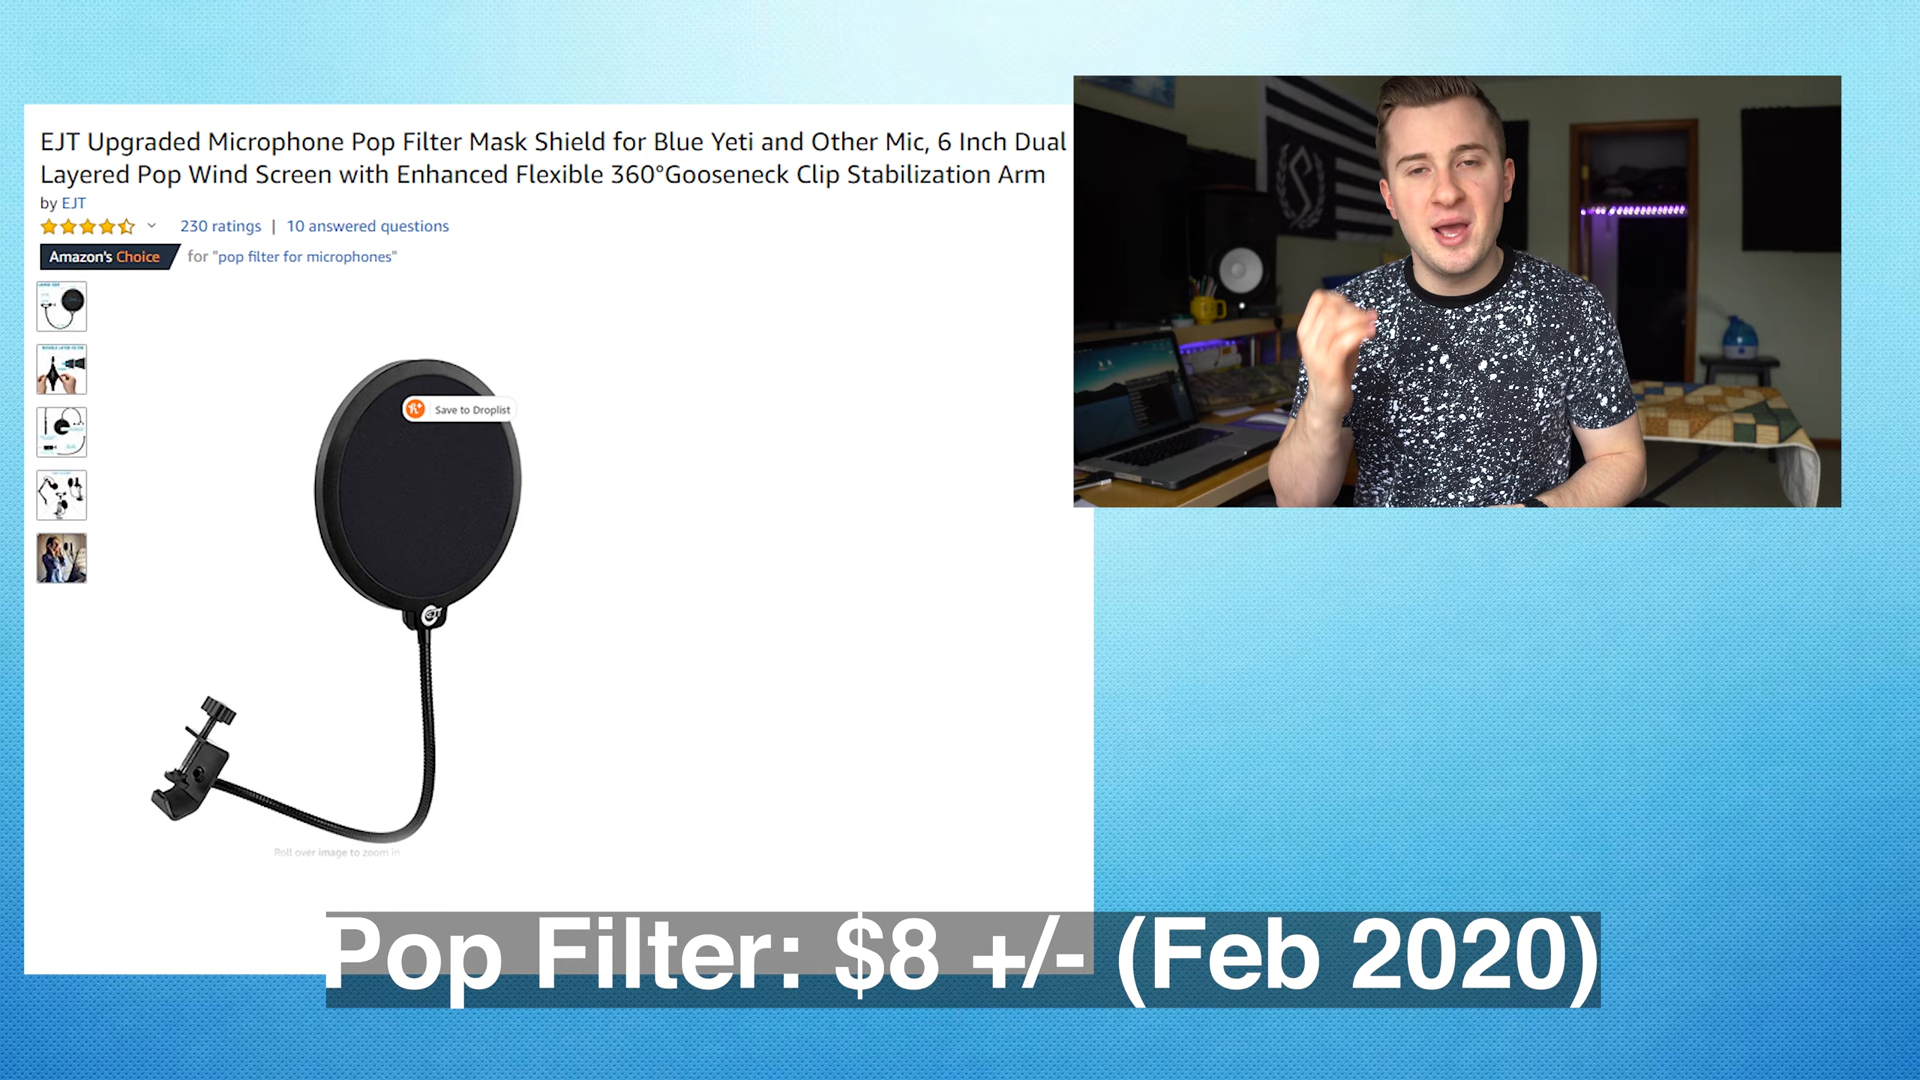 EJT Upgraded Microphone Pop Filter Mask Shield for Blue Yeti and Other Mic, 6 Inch Dual
Layered Pop Wind Screen with Enhanced Flexible 360°Gooseneck Clip Stabilization Arm
by EJT
230 ratings | 10 answered questions
Amazon's Choice for "pop filter for microphones"
Save to Droplist
EJT
Roll over image to zoom in
Pop Filter: $8 +/- (Feb 2020)